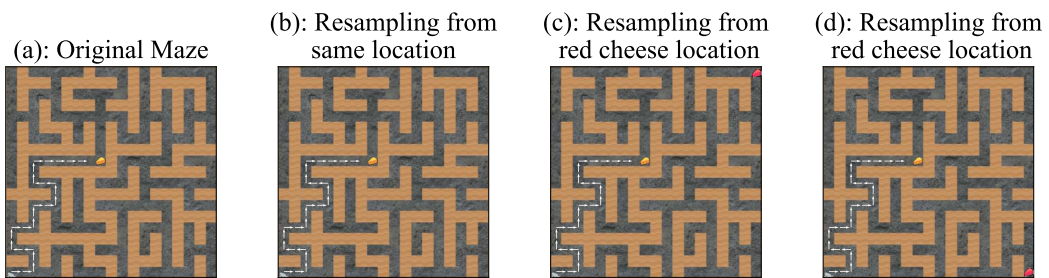 (a): Original Maze
(b): Resampling from
same location
(c): Resampling from
red cheese location
(d): Resampling from
red cheese location